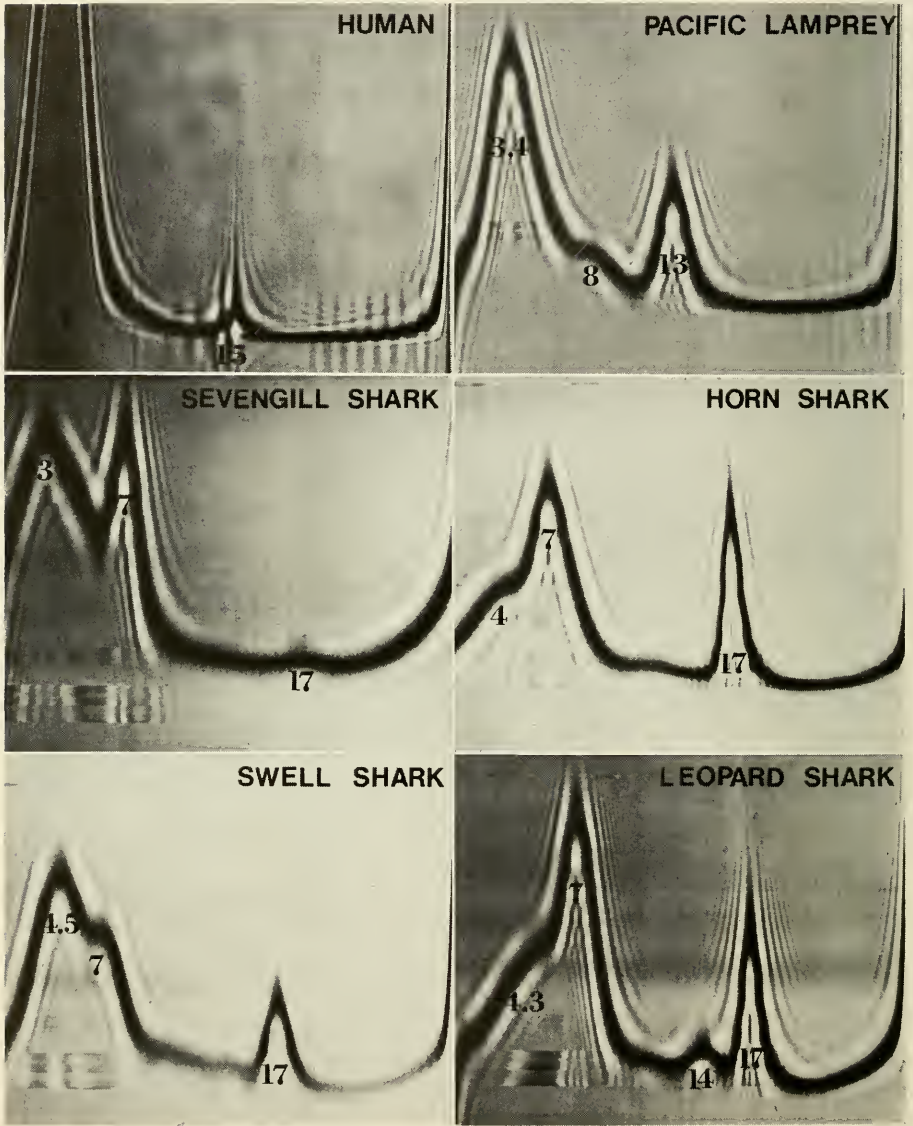 HUMAN
15
PACIFIC LAMPREY
3.4
8
13
SEVENGILL SHARK
3
7
17
HORN SHARK
7
4
17
SWELL SHARK
4.5
7
17
LEOPARD SHARK
7
4.3
17
14